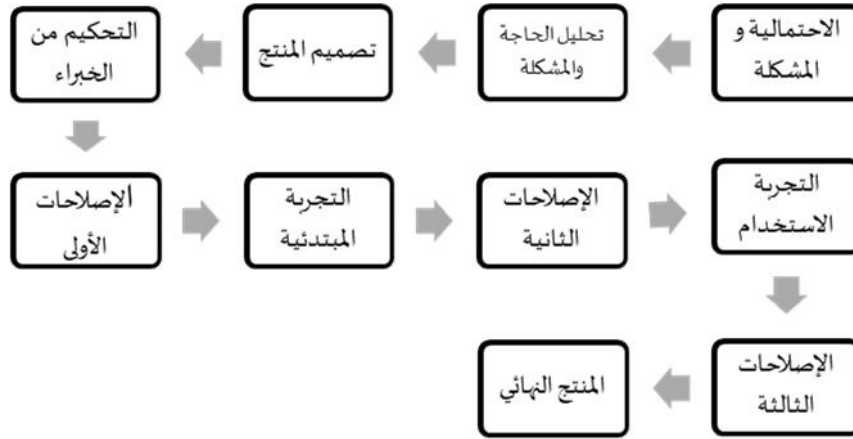 الاحتمالية و
المشكلة
تحليل الحاجة
والمشكلة
تصميم المنتج
التحكيم من
الخبراء
الإصلاحات
الأولى
التجربة
المبتدئية
الإصلاحات
الثانية
التجربة
الاستخدام
الإصلاحات
الثالثة
المنتج النهائي